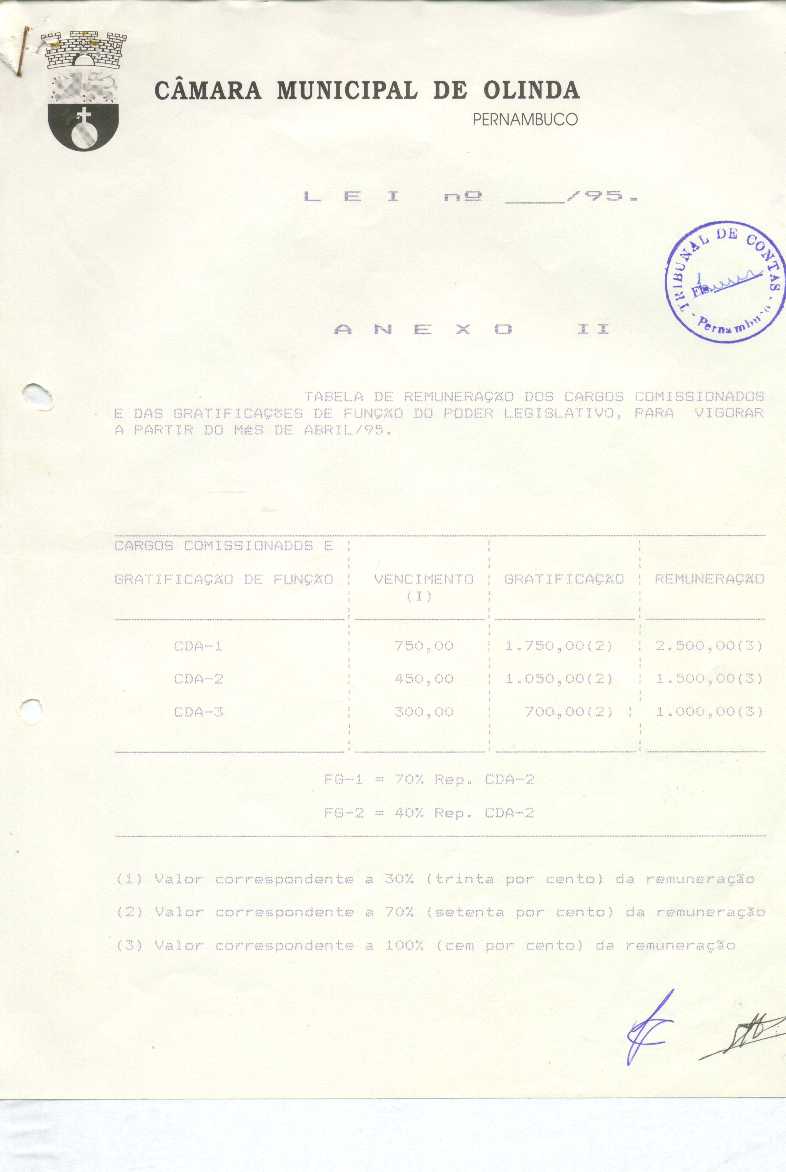 CÂMARA MUNICIPAL DE OLINDA
PERNAMBUCO
L E I nº ____/95.
TRIBUNAL DE CONTAS
Fls.
Pernambuco
A N E X O II
TABELA DE REMUNERAÇÃO DOS CARGOS COMISSIONADOS
E DAS GRATIFICAÇÕES DE FUNÇÃO DO PODER LEGISLATIVO, PARA VIGORAR
A PARTIR DO MêS DE ABRIL/95.
CARGOS COMISSIONADOS E
GRATIFICAÇÃO DE FUNÇÃO VENCIMENTO GRATIFICAÇÃO REMUNERAÇÃO
(I)
CDA-1 750,00 1.750,00(2) 2.500,00(3)
CDA-2 450,00 1.050,00(2) 1.500,00(3)
CDA-3 300,00 700,00(2) 1.000,00(3)
FG-1 = 70% Rep. CDA-2
FG-2 = 40% Rep. CDA-2
(1) Valor correspondente a 30% (trinta por cento) da remuneração
(2) Valor correspondente a 70% (setenta por cento) da remuneração
(3) Valor correspondente a 100% (cem por cento) da remuneração